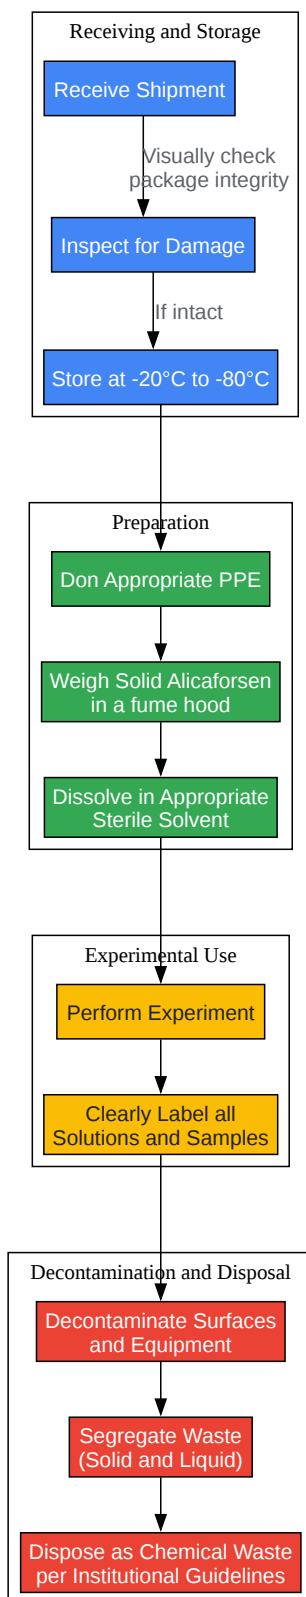 Receiving and Storage
Receive Shipment
Visually check
package integrity
Inspect for Damage
If intact
Store at -20°C to -80°C
Preparation
Don Appropriate PPE
Weigh Solid Alicaforsen
in a fume hood
Dissolve in Appropriate
Sterile Solvent
Experimental Use
Perform Experiment
Clearly Label all
Solutions and Samples
Decontamination and Disposal
Decontaminate Surfaces
and Equipment
Segregate Waste
(Solid and Liquid)
Dispose as Chemical Waste
per Institutional Guidelines